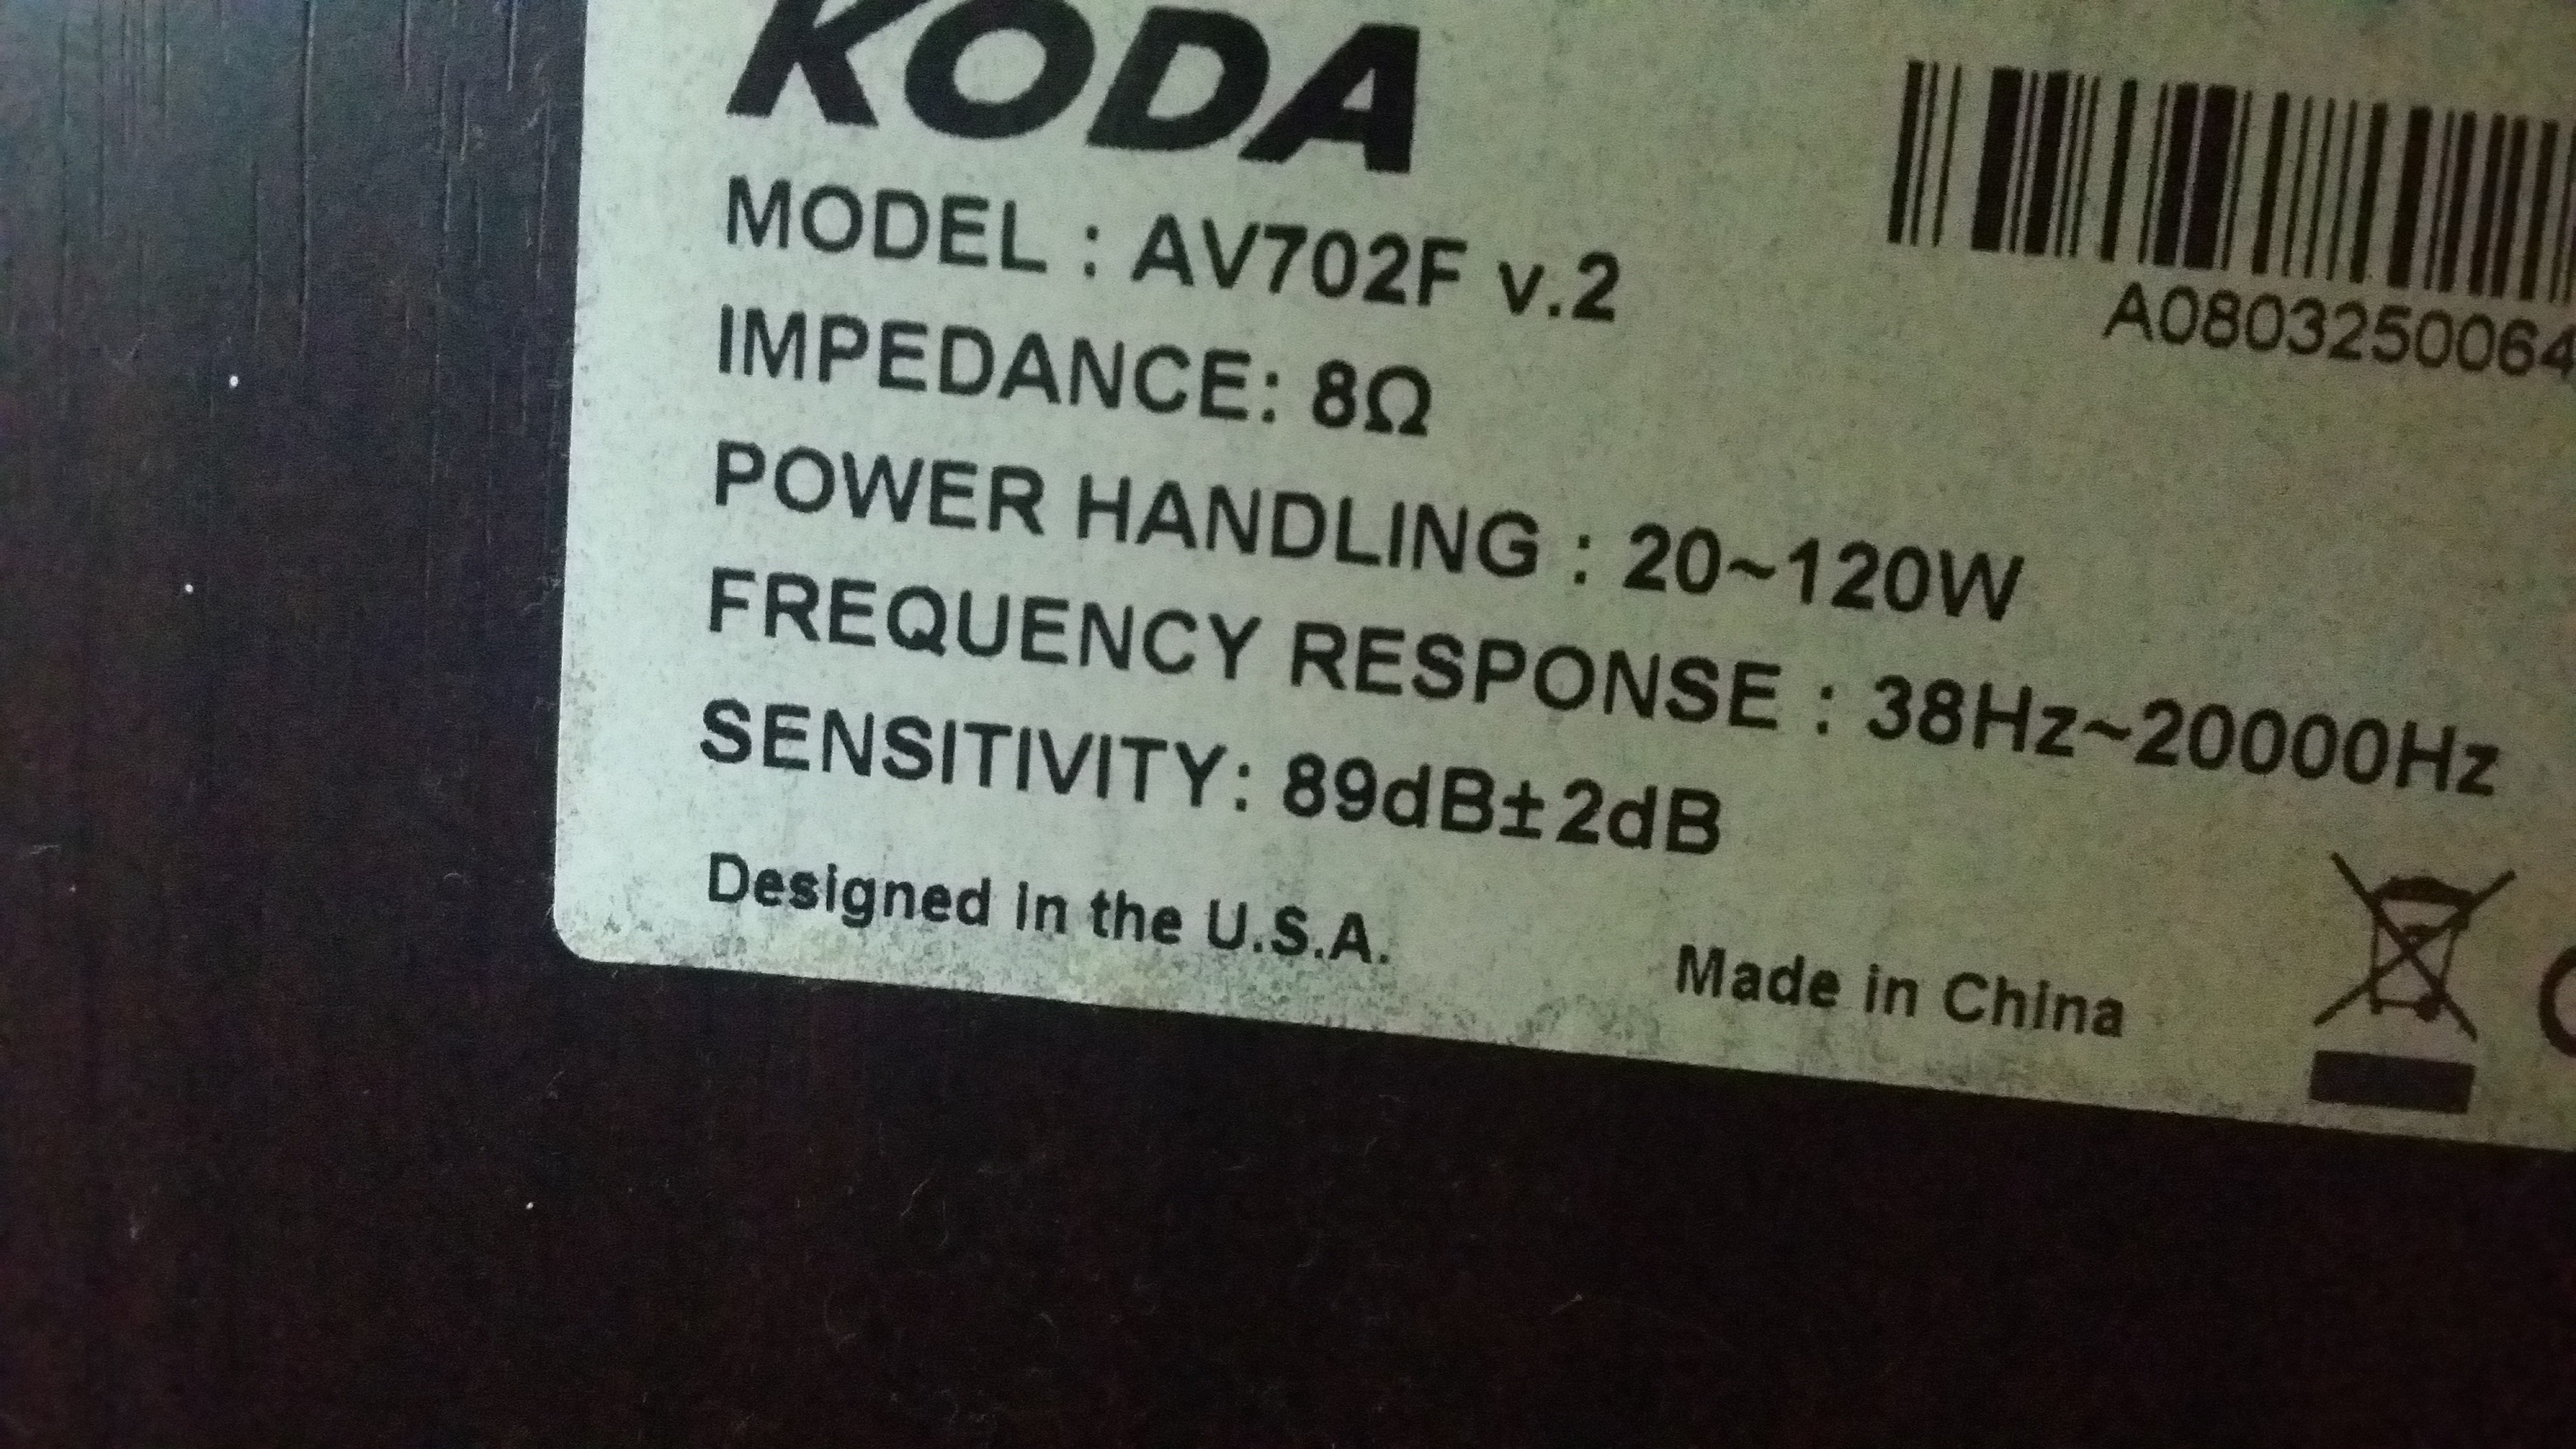 KODA
A0803250064
MODEL : AV702F v.2
IMPEDANCE: 8Ω
POWER HANDLING : 20~120W
FREQUENCY RESPONSE : 38Hz~20000Hz
SENSITIVITY: 89dB±2dB
Designed in the U.S.A.
Made in China